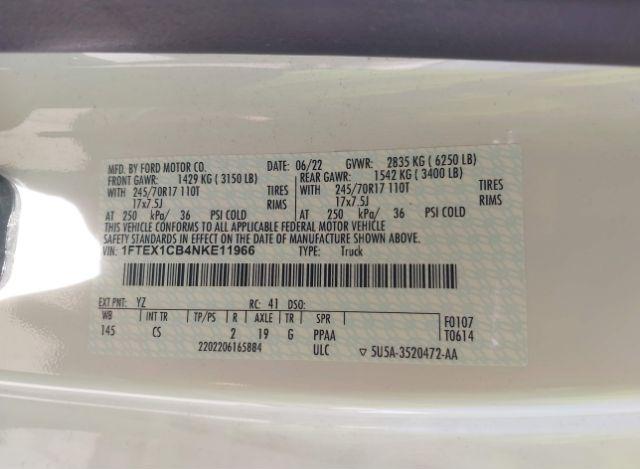 MFD. BY FORD MOTOR CO. DATE: 06/22 GVWR: 2835 KG ( 6250 LB)
FRONT GAWR: 1429 KG ( 3150 LB) REAR GAWR: 1542 KG ( 3400 LB)
WITH 245/70R17 110T TIRES WITH 245/70R17 110T TIRES
17x7.5J RIMS 17x7.5J RIMS
AT 250 kPa/ 36 PSI COLD AT 250 kPa/ 36 PSI COLD
THIS VEHICLE CONFORMS TO ALL APPLICABLE FEDERAL MOTOR VEHICLE
SAFETY STANDARDS IN EFFECT ON THE DATE OF MANUFACTURE SHOWN ABOVE.
VIN: 1FTEX1CB4NKE11966 TYPE: Truck
EXT PNT: YZ RC: 41 DSO:
WB INT TR TP/PS R AXLE TR SPR F0107
145 CS 2 19 G PPAA T0614
2202206165884 ULC ▽ 5U5A-3520472-AA